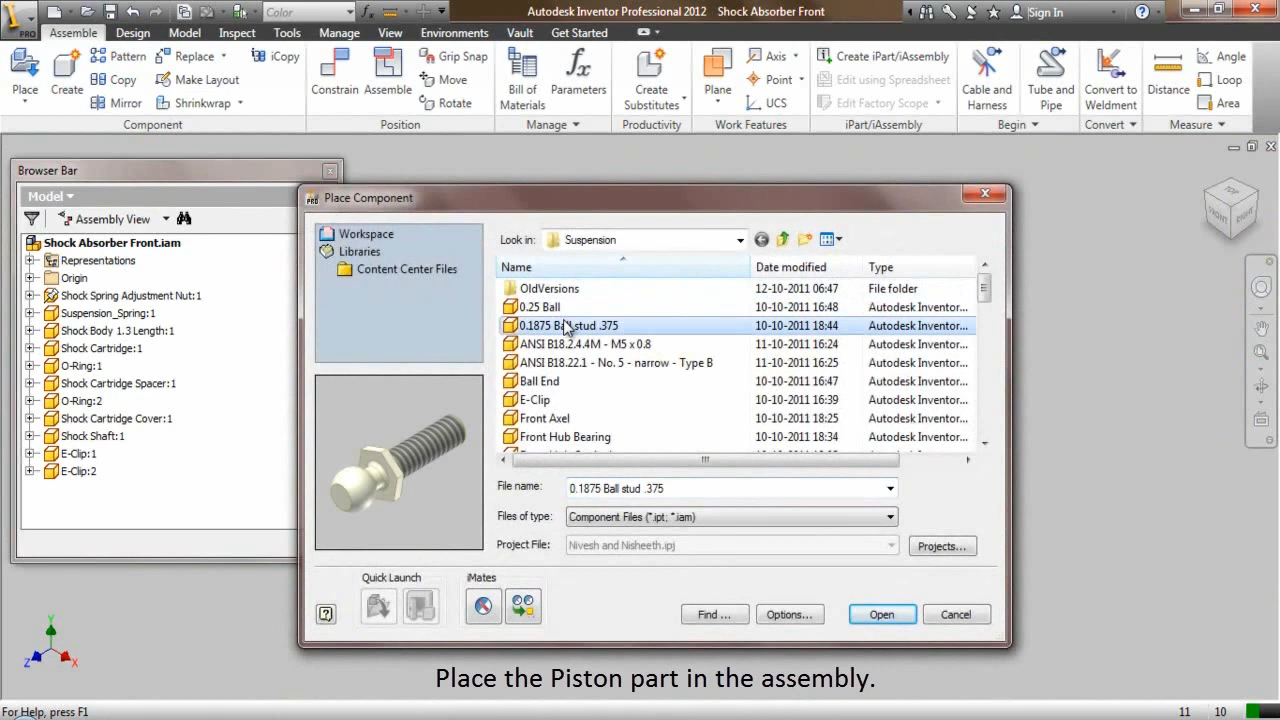 Color
fx
Autodesk Inventor Professional 2012 Shock Absorber Front
Sign In
PRO
Assemble Design Model Inspect Tools Manage View Environments Vault Get Started
Place
Create
Pattern
Copy
Mirror
Replace
Make Layout
Shrinkwrap
iCopy
Component
Constrain
Assemble
Grip Snap
Move
Rotate
Position
Bill of
Materials
fx
Parameters
Manage
Create
Substitutes
Productivity
Plane
Axis
Point
UCS
Work Features
Create iPart/iAssembly
Edit using Spreadsheet
Edit Factory Scope
iPart/iAssembly
Cable and
Harness
Tube and
Pipe
Begin
Convert to
Weldment
Convert
Distance
Angle
Loop
Area
Measure
Browser Bar
Model
Assembly View
Shock Absorber Front.iam
Representations
Origin
Shock Spring Adjustment Nut:1
Suspension_Spring:1
Shock Body 1.3 Length:1
Shock Cartridge:1
O-Ring:1
Shock Cartridge Spacer:1
O-Ring:2
Shock Cartridge Cover:1
Shock Shaft:1
E-Clip:1
E-Clip:2
PRO
Place Component
Workspace
Libraries
Content Center Files
Look in: Suspension
Name Date modified Type
OldVersions 12-10-2011 06:47 File folder
0.25 Ball 10-10-2011 16:48 Autodesk Inventor...
0.1875 Ball stud .375 10-10-2011 18:44 Autodesk Inventor...
ANSI B18.2.4.4M - M5 x 0.8 11-10-2011 16:24 Autodesk Inventor...
ANSI B18.22.1 - No. 5 - narrow - Type B 11-10-2011 16:25 Autodesk Inventor...
Ball End 10-10-2011 16:47 Autodesk Inventor...
E-Clip 10-10-2011 16:39 Autodesk Inventor...
Front Axel 10-10-2011 18:25 Autodesk Inventor...
Front Hub Bearing 10-10-2011 18:34 Autodesk Inventor...
File name: 0.1875 Ball stud .375
Files of type: Component Files (*.ipt; *.iam)
Project File: Nivesh and Nisheeth.ipj
Projects...
Quick Launch
iMates
Find ...
Options...
Open
Cancel
TOP
FRONT
RIGHT
Y
Z
X
Place the Piston part in the assembly.
For Help, press F1
11 10